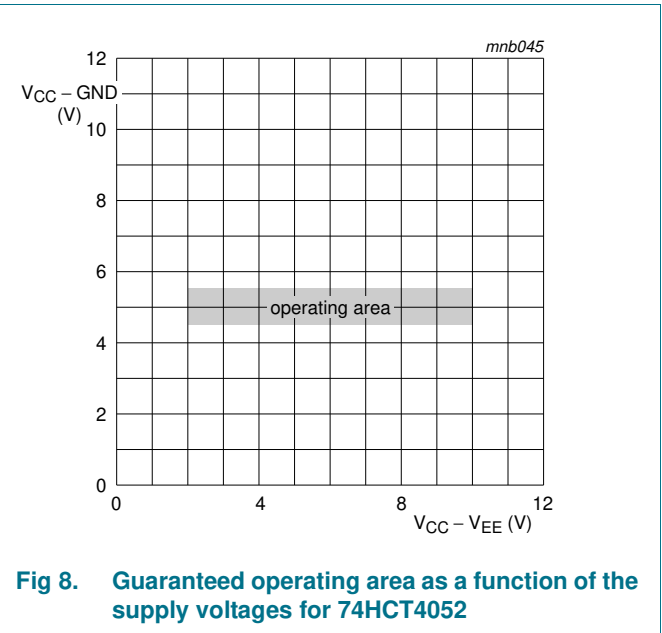 mnb045
12
VCC – GND
(V)
10
8
6
operating area
4
2
0
0 4 8 12
VCC – VEE (V)
Fig 8. Guaranteed operating area as a function of the
supply voltages for 74HCT4052